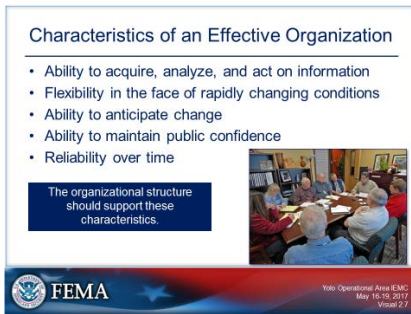 Characteristics of an Effective Organization
• Ability to acquire, analyze, and act on information
• Flexibility in the face of rapidly changing conditions
• Ability to anticipate change
• Ability to maintain public confidence
• Reliability over time
The organizational structure
should support these
characteristics.
FEMA
Yolo Operational Area IEMC
May 16-19, 2017
Visual 2.7